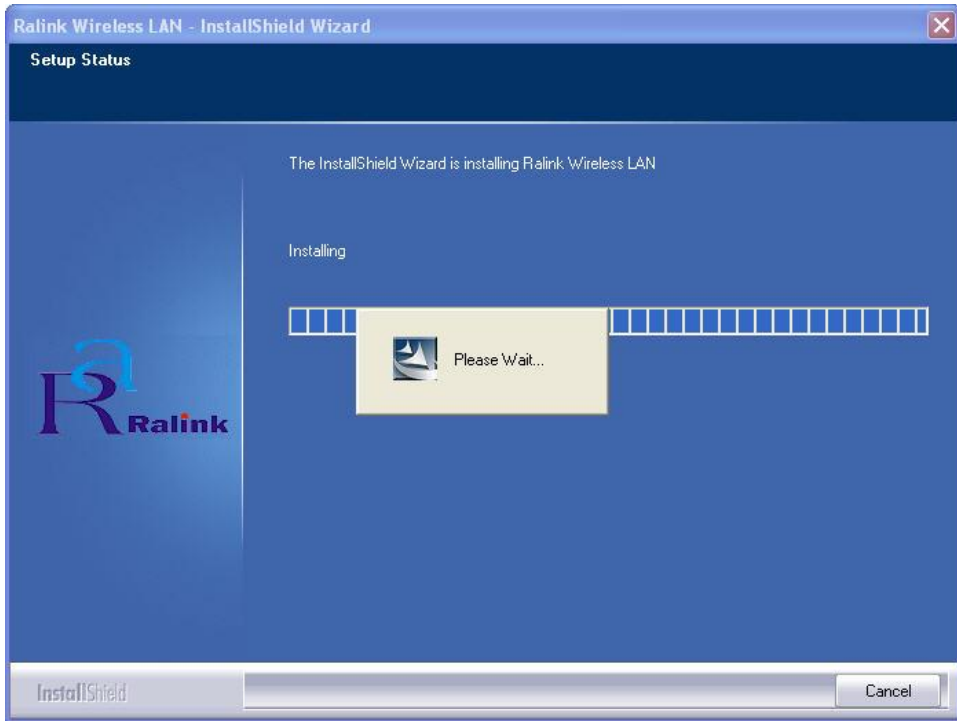 Ralink Wireless LAN - InstallShield Wizard
Setup Status
The InstallShield Wizard is installing Ralink Wireless LAN
Installing
Please Wait...
Ra
Ralink
InstallShield
Cancel